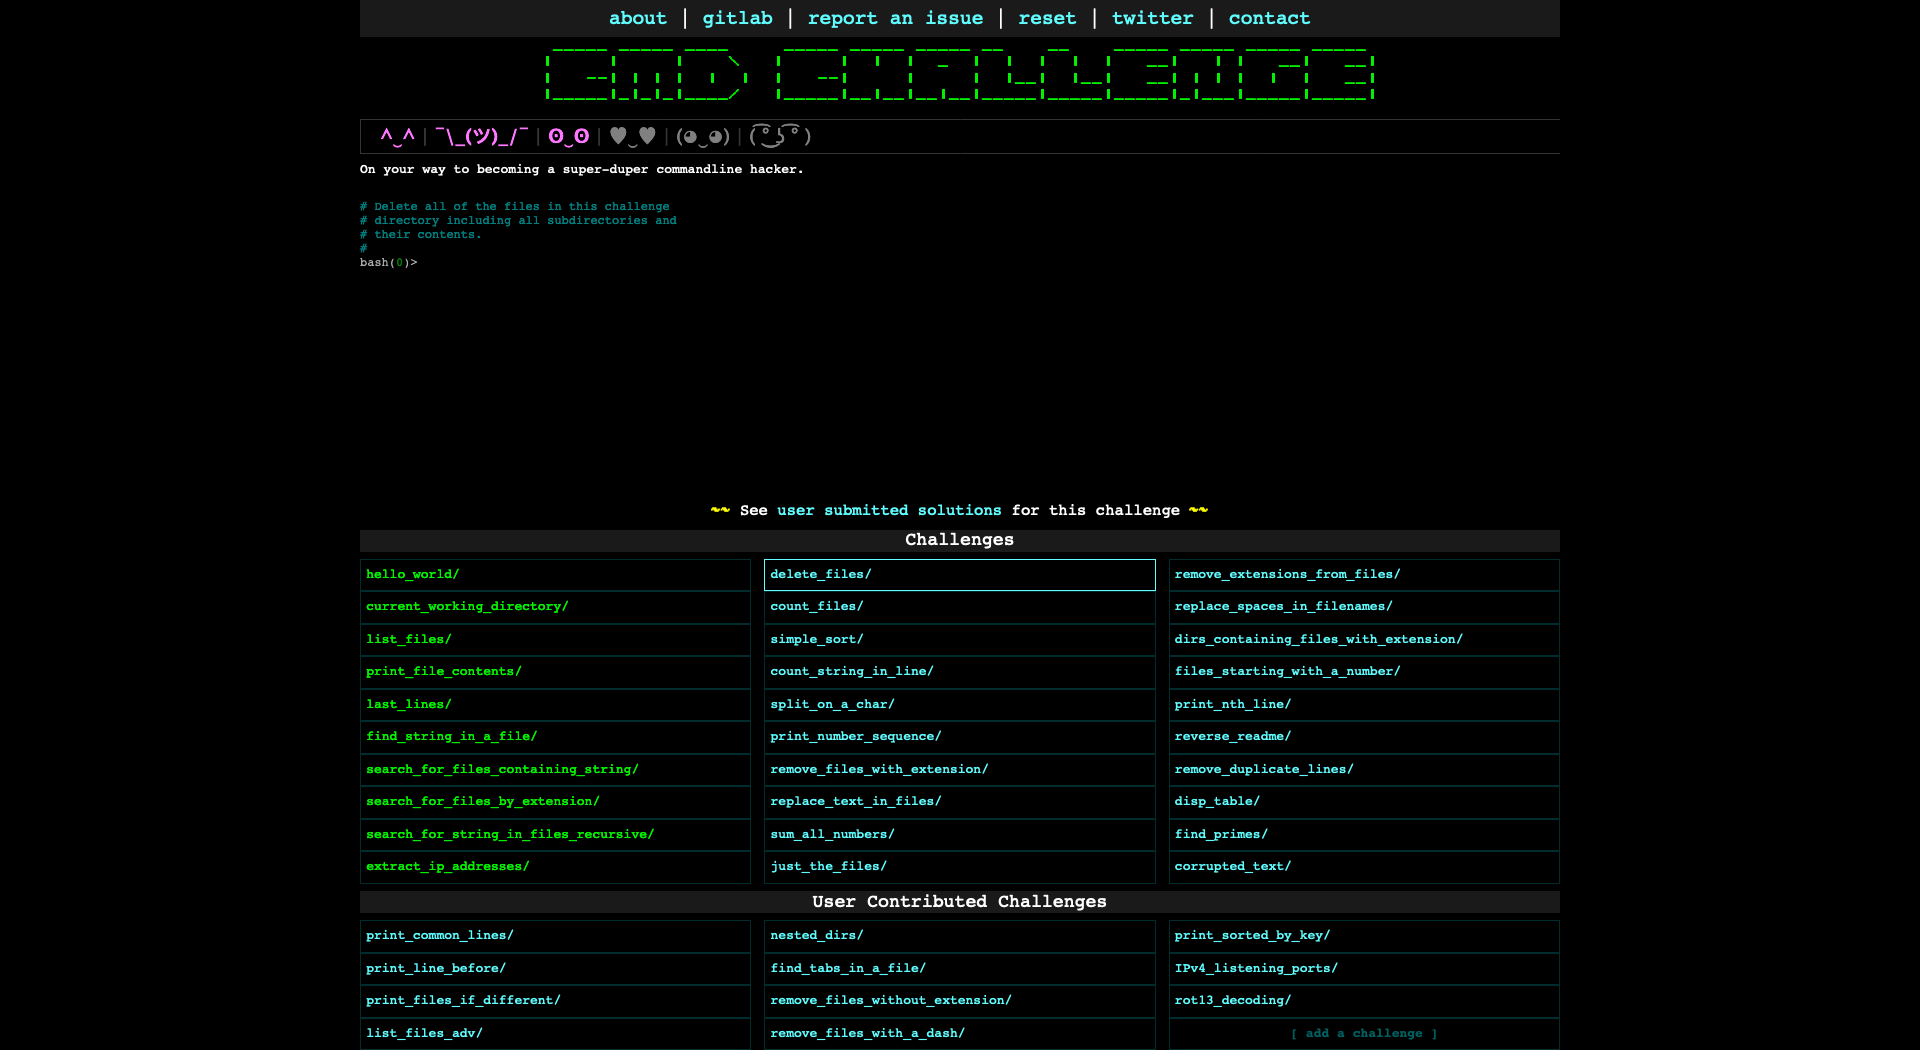 about | gitlab | report an issue | reset | twitter | contact
CMD CHALLENGE
^‿^ | ¯\_(ツ)_/¯ | ʘ‿ʘ | ♥‿♥ | (◕‿◕) | ( ͡° ͜ʖ ͡° )
On your way to becoming a super-duper commandline hacker.
# Delete all of the files in this challenge
# directory including all subdirectories and
# their contents.
#
bash(0)>
~~ See user submitted solutions for this challenge ~~
Challenges
hello_world/
current_working_directory/
list_files/
print_file_contents/
last_lines/
find_string_in_a_file/
search_for_files_containing_string/
search_for_files_by_extension/
search_for_string_in_files_recursive/
extract_ip_addresses/
delete_files/
count_files/
simple_sort/
count_string_in_line/
split_on_a_char/
print_number_sequence/
remove_files_with_extension/
replace_text_in_files/
sum_all_numbers/
just_the_files/
remove_extensions_from_files/
replace_spaces_in_filenames/
dirs_containing_files_with_extension/
files_starting_with_a_number/
print_nth_line/
reverse_readme/
remove_duplicate_lines/
disp_table/
find_primes/
corrupted_text/
User Contributed Challenges
print_common_lines/
print_line_before/
print_files_if_different/
list_files_adv/
nested_dirs/
find_tabs_in_a_file/
remove_files_without_extension/
remove_files_with_a_dash/
print_sorted_by_key/
IPv4_listening_ports/
rot13_decoding/
[ add a challenge ]